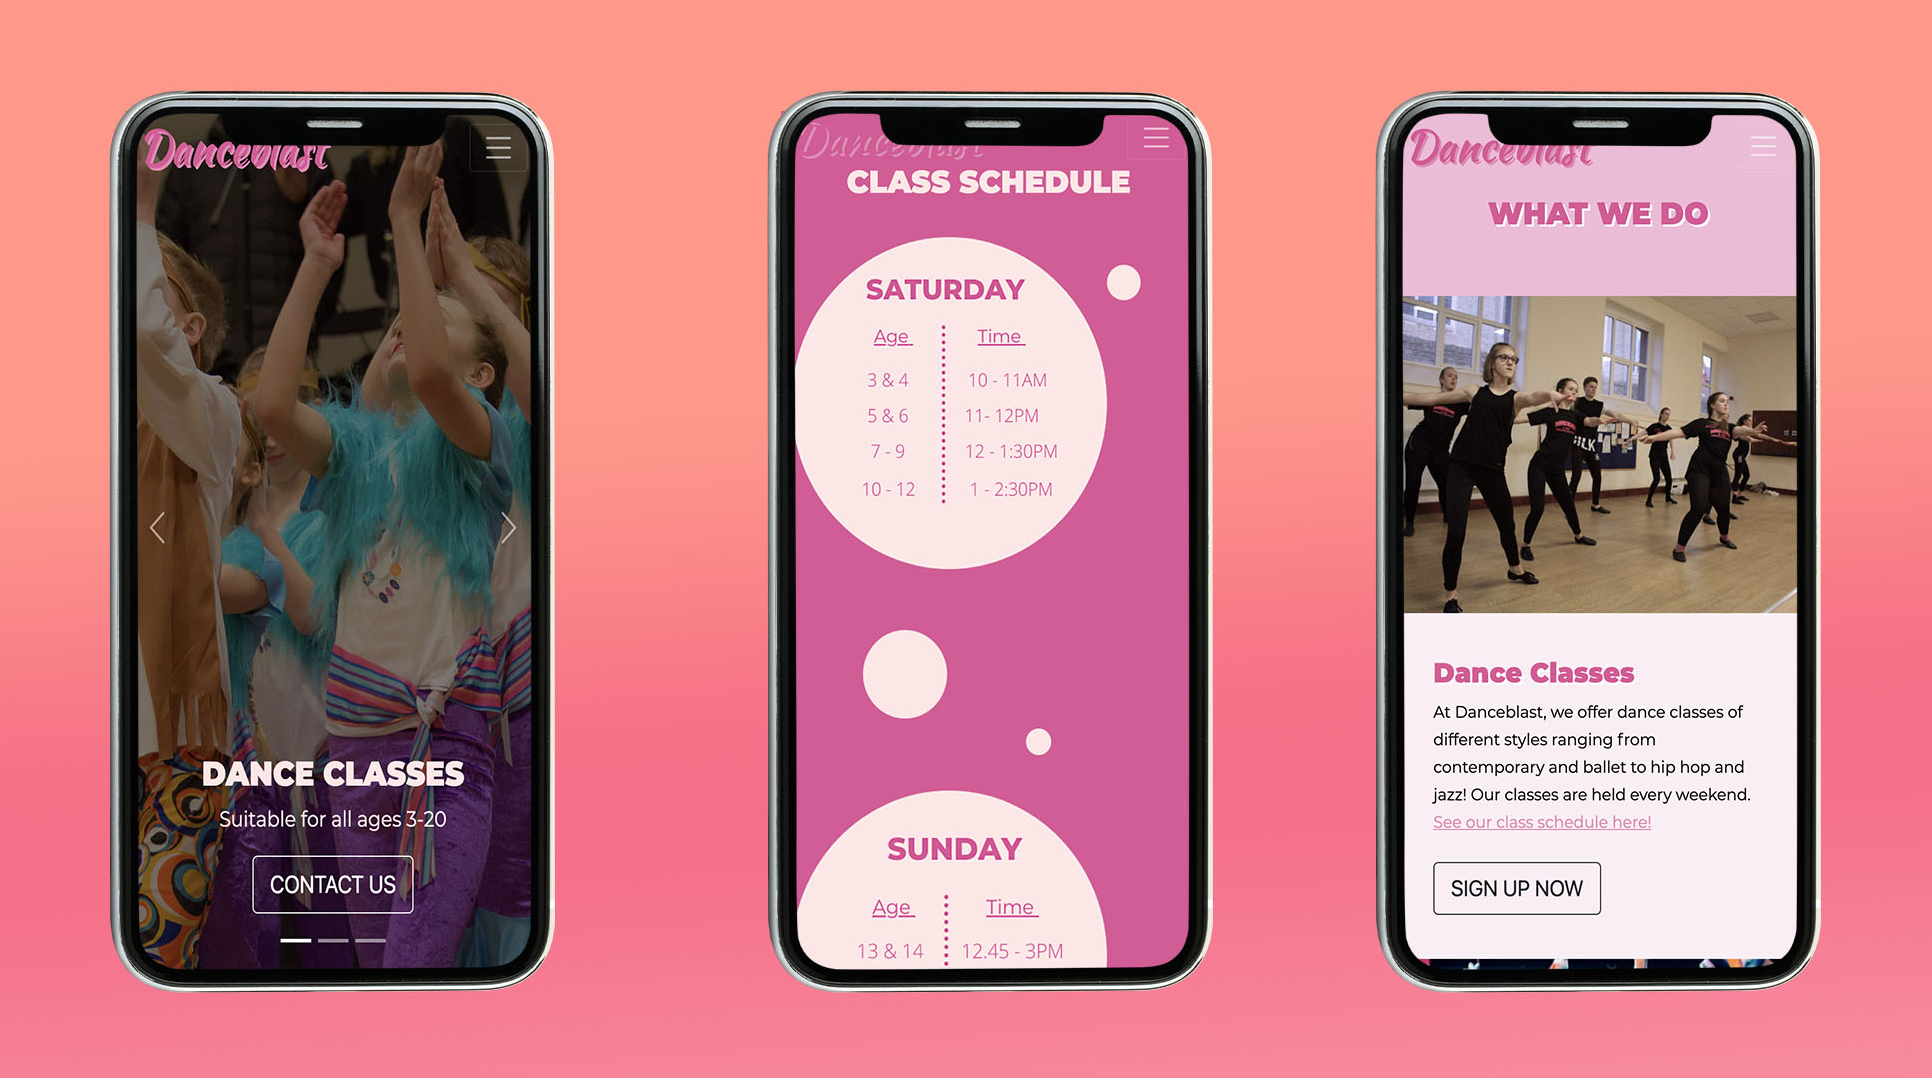 Danceblast
DANCE CLASSES
Suitable for all ages 3-20
CONTACT US
Danceblast
CLASS SCHEDULE
SATURDAY
Age Time
3 & 4 10 - 11AM
5 & 6 11- 12PM
7 - 9 12 - 1:30PM
10 - 12 1 - 2:30PM
SUNDAY
Age Time
13 & 14 12.45 - 3PM
Danceblast
WHAT WE DO
Dance Classes
At Danceblast, we offer dance classes of
different styles ranging from
contemporary and ballet to hip hop and
jazz! Our classes are held every weekend.
See our class schedule here!
SIGN UP NOW